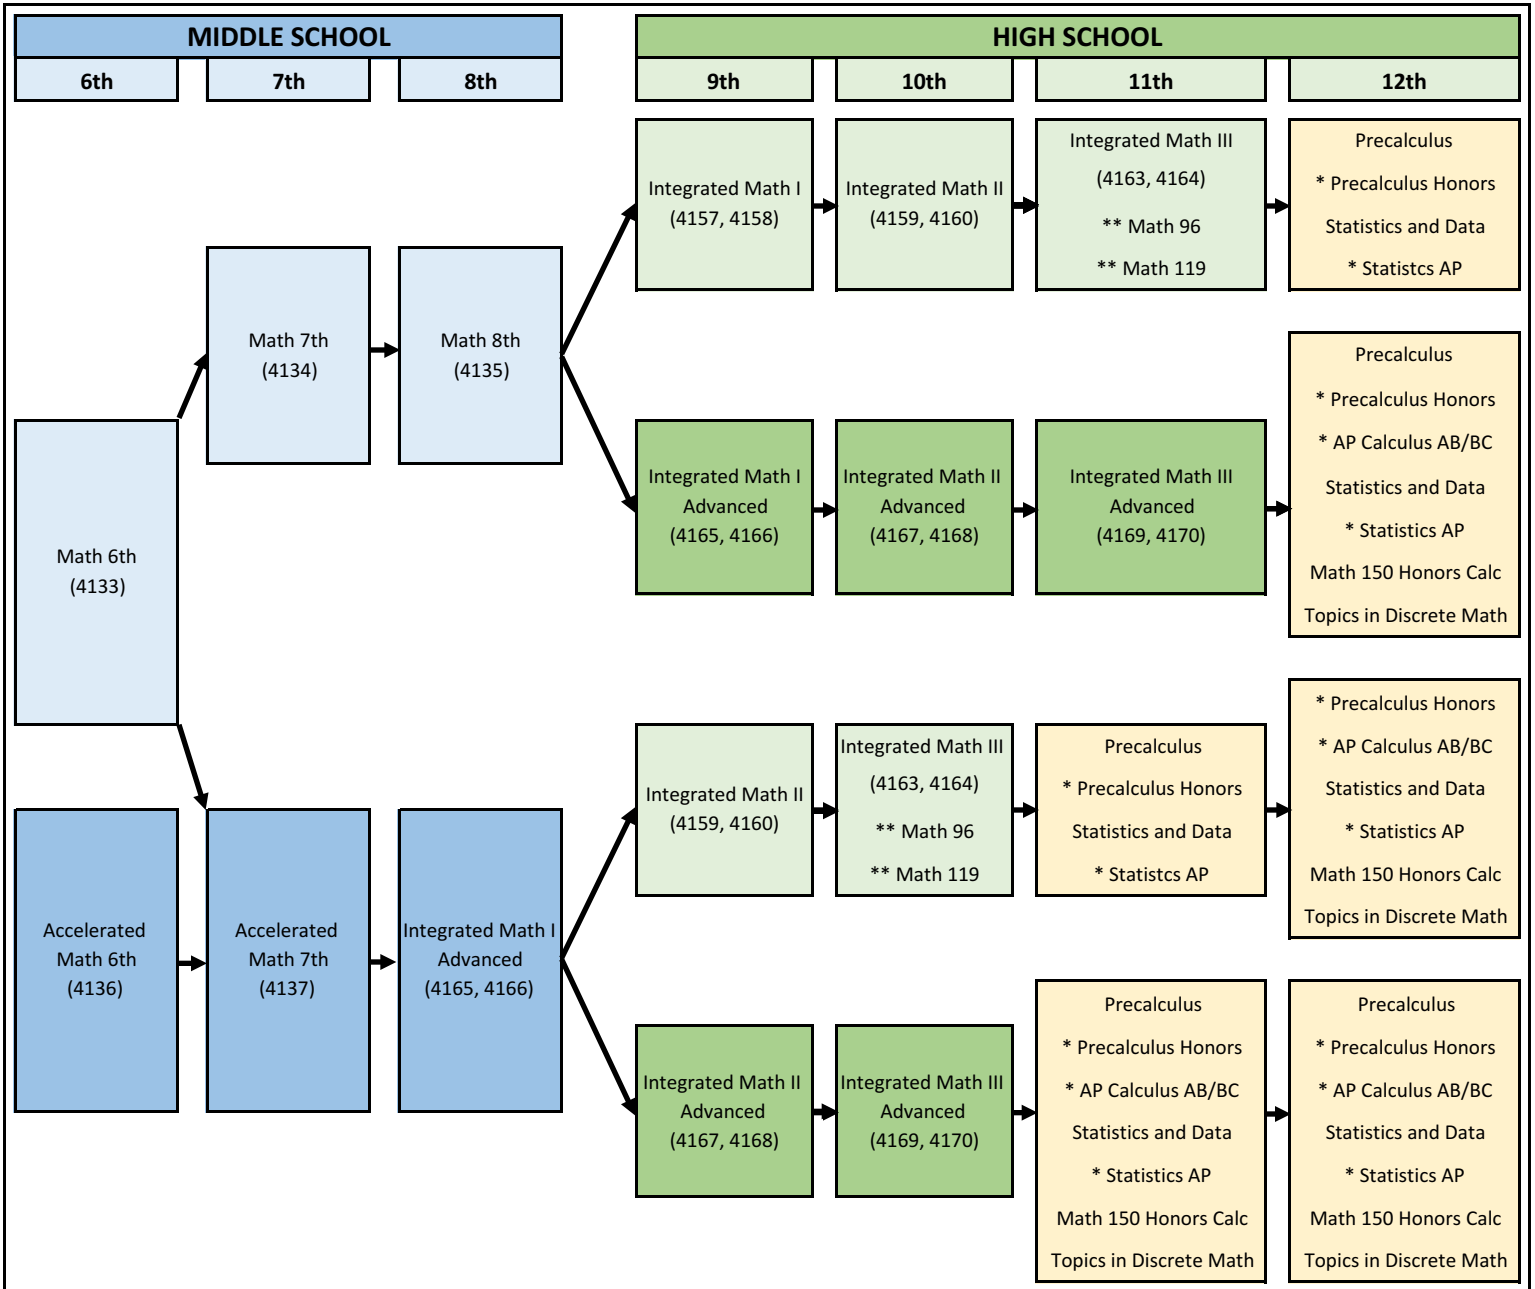 MIDDLE SCHOOL
HIGH SCHOOL
6th
7th
8th
9th
10th
11th
12th
Integrated Math I
(4157, 4158)
Integrated Math II
(4159, 4160)
Integrated Math III
(4163, 4164)
** Math 96
** Math 119
Precalculus
* Precalculus Honors
Statistics and Data
* Statistcs AP
Math 7th
(4134)
Math 8th
(4135)
Integrated Math I
Advanced
(4165, 4166)
Integrated Math II
Advanced
(4167, 4168)
Integrated Math III
Advanced
(4169, 4170)
Precalculus
* Precalculus Honors
* AP Calculus AB/BC
Statistics and Data
* Statistics AP
Math 150 Honors Calc
Topics in Discrete Math
Math 6th
(4133)
Integrated Math II
(4159, 4160)
Integrated Math III
(4163, 4164)
** Math 96
** Math 119
Precalculus
* Precalculus Honors
Statistics and Data
* Statistcs AP
* Precalculus Honors
* AP Calculus AB/BC
Statistics and Data
* Statistics AP
Math 150 Honors Calc
Topics in Discrete Math
Accelerated
Math 6th
(4136)
Accelerated
Math 7th
(4137)
Integrated Math I
Advanced
(4165, 4166)
Integrated Math II
Advanced
(4167, 4168)
Integrated Math III
Advanced
(4169, 4170)
Precalculus
* Precalculus Honors
* AP Calculus AB/BC
Statistics and Data
* Statistics AP
Math 150 Honors Calc
Topics in Discrete Math
Precalculus
* Precalculus Honors
* AP Calculus AB/BC
Statistics and Data
* Statistics AP
Math 150 Honors Calc
Topics in Discrete Math